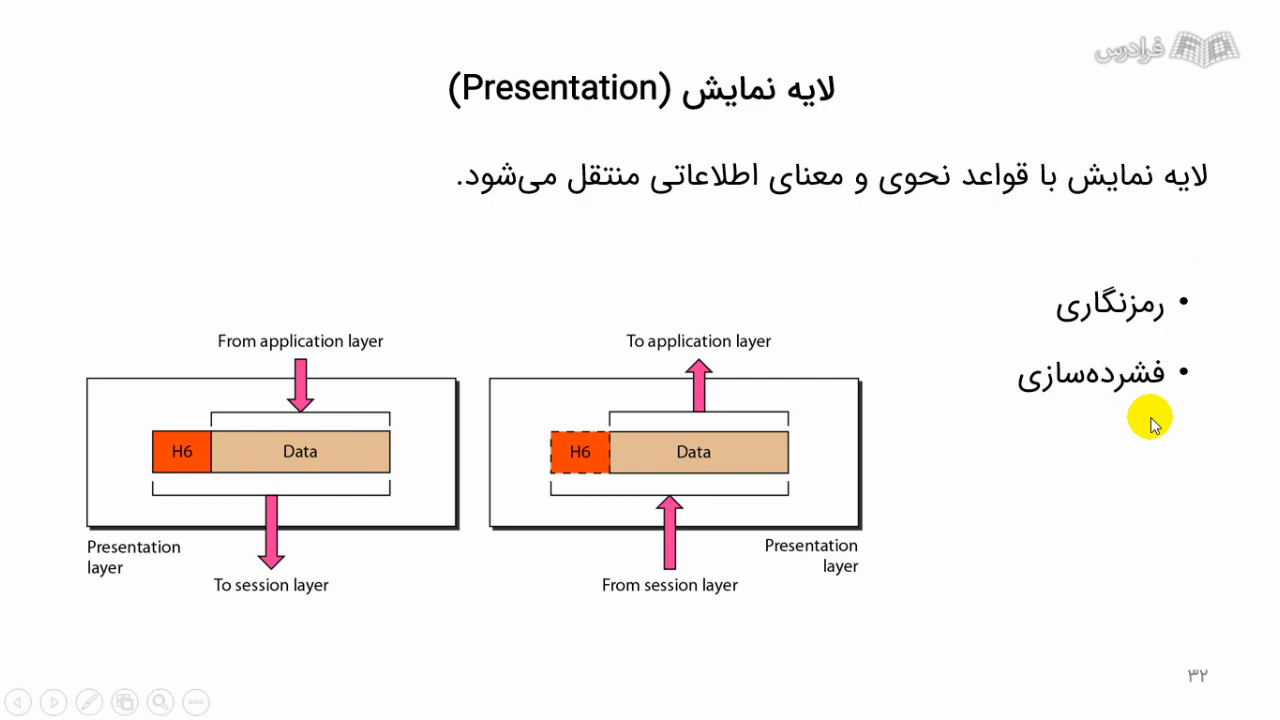 فرادرس
لایه نمایش (Presentation)
لایه نمایش با قواعد نحوی و معنای اطلاعاتی منتقل می‌شود.
• رمزنگاری
• فشرده‌سازی
From application layer
H6 Data
Presentation
layer
To session layer
To application layer
H6 Data
Presentation
layer
From session layer
۳۲